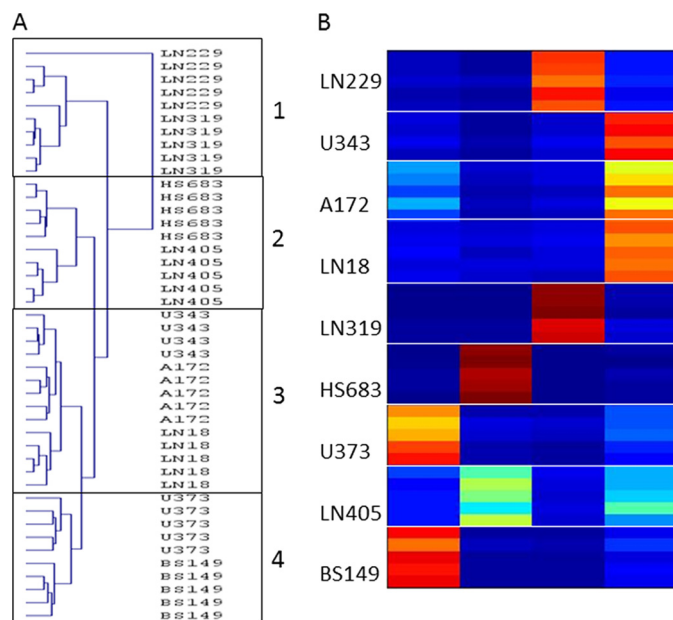 A
LN229
LN229
LN229
LN229
LN229
LN319
LN319
LN319
LN319
LN319
1
HS683
HS683
HS683
HS683
HS683
LN405
LN405
LN405
LN405
LN405
2
U343
U343
U343
U343
A172
A172
A172
A172
A172
LN18
LN18
LN18
LN18
LN18
3
U373
U373
U373
U373
U373
BS149
BS149
BS149
BS149
BS149
4
B
LN229
U343
A172
LN18
LN319
HS683
U373
LN405
BS149